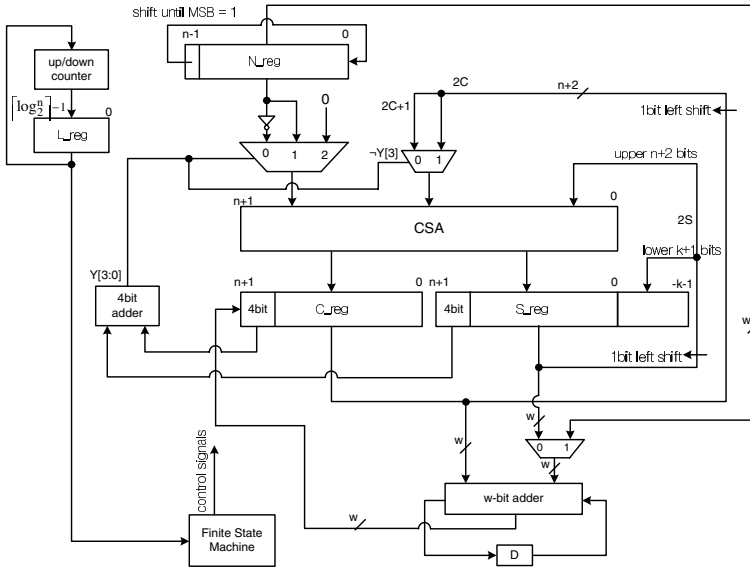 shift until MSB = 1
n-1
0
N_reg
up/down
counter
⌈log₂ⁿ⌉-1
0
L_reg
0
0
1
2
2C
n+2
2C+1
1bit left shift
¬Y[3]
0
1
upper n+2 bits
n+1
0
CSA
2S
lower k+1 bits
Y[3:0]
4bit
adder
n+1
0
4bit
C_reg
n+1
0
-k-1
4bit
S_reg
w
1bit left shift
w
w
0
1
w
control signals
w-bit adder
w
Finite State
Machine
D